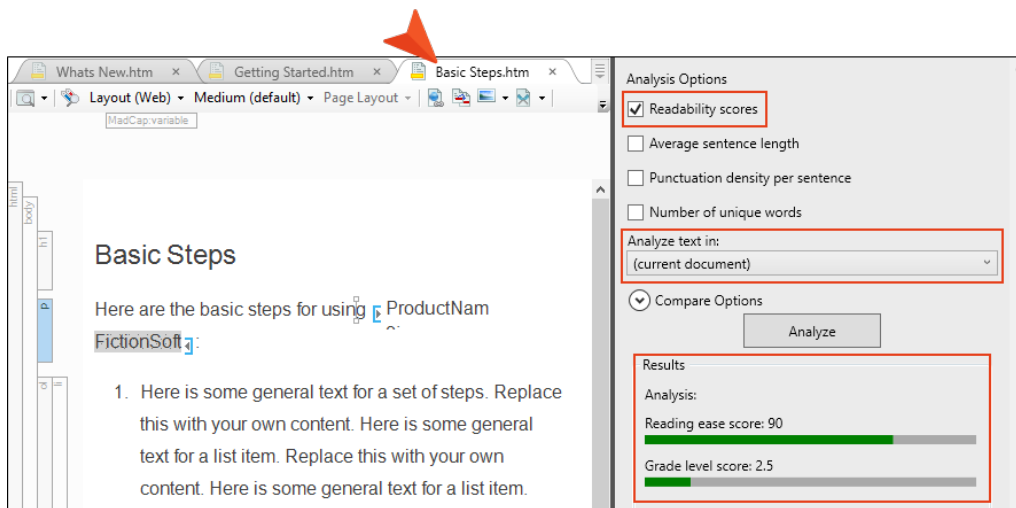 Whats New.htm × Getting Started.htm × Basic Steps.htm ×
Layout (Web) Medium (default) Page Layout
MadCap:variable
html
body
h1
Basic Steps
p
Here are the basic steps for using ProductNam
FictionSoft:
ol
li
1. Here is some general text for a set of steps. Replace
this with your own content. Here is some general
text for a list item. Replace this with your own
content. Here is some general text for a list item.
Analysis Options
Readability scores
Average sentence length
Punctuation density per sentence
Number of unique words
Analyze text in:
(current document)
Compare Options
Analyze
Results
Analysis:
Reading ease score: 90
Grade level score: 2.5